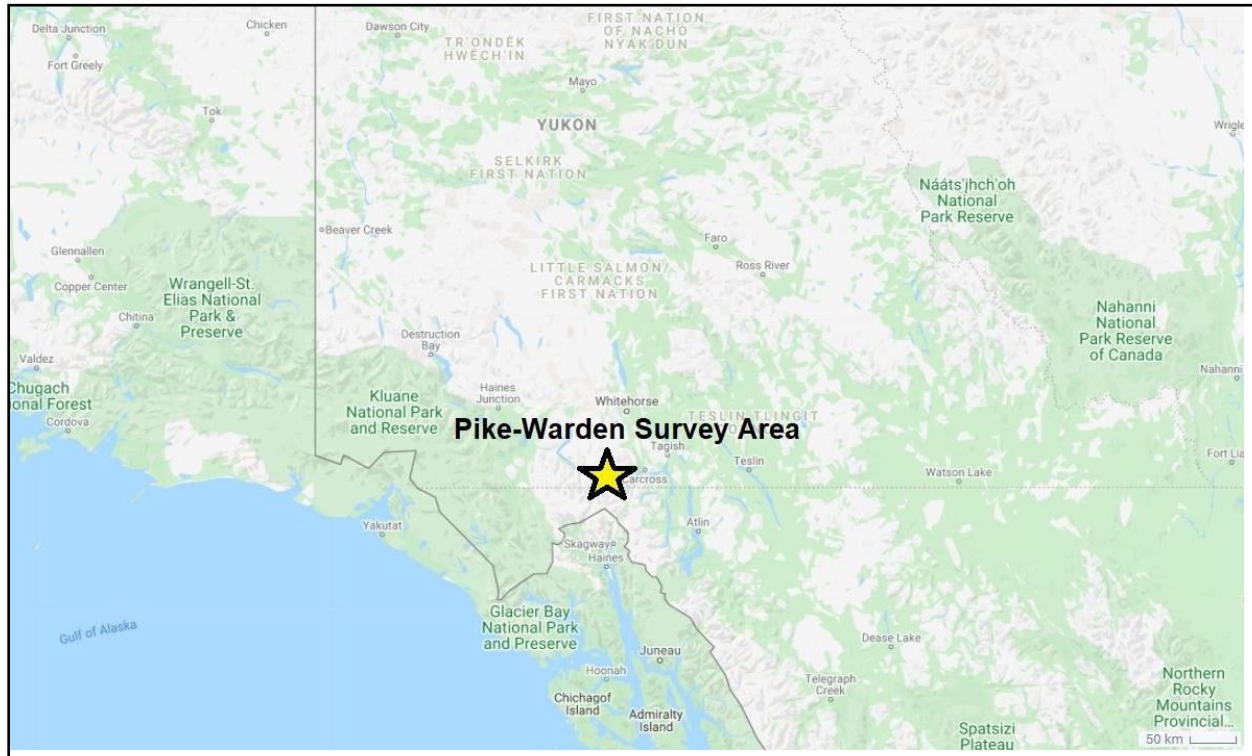 Delta Junction
Chicken
Dawson City
FIRST NATION
OF NACHO
NYAK DUN
Fort Greely
TR'ONDËK
HWËCH'IN
Tok
Mayo
YUKON
Wrigle
SELKIRK
FIRST NATION
Nááts'įhch'oh
National
Park Reserve
Beaver Creek
Faro
Ross River
Glennallen
Copper Center
Wrangell-St.
Elias National
Park &
Preserve
LITTLE SALMON/
CARMACKS
FIRST NATION
Chitina
Nahanni
National
Park Reserve
of Canada
Destruction
Bay
Valdez
Nahanni
Chugach
onal Forest
Cordova
Kluane
National Park
and Reserve
Haines
Junction
Whitehorse
TESLIN TLINGIT
Pike-Warden Survey Area
Tagish
Teslin
Carcross
Watson Lake
Fort Lia
Yakutat
Atlin
Skagway
Haines
Glacier Bay
National Park
and Preserve
Gulf of Alaska
Dease Lake
Juneau
Hoonah
Telegraph
Creek
Chichagof
Island
Admiralty
Island
Northern
Rocky
Mountains
Provincial...
Spatsizi
Plateau
50 km